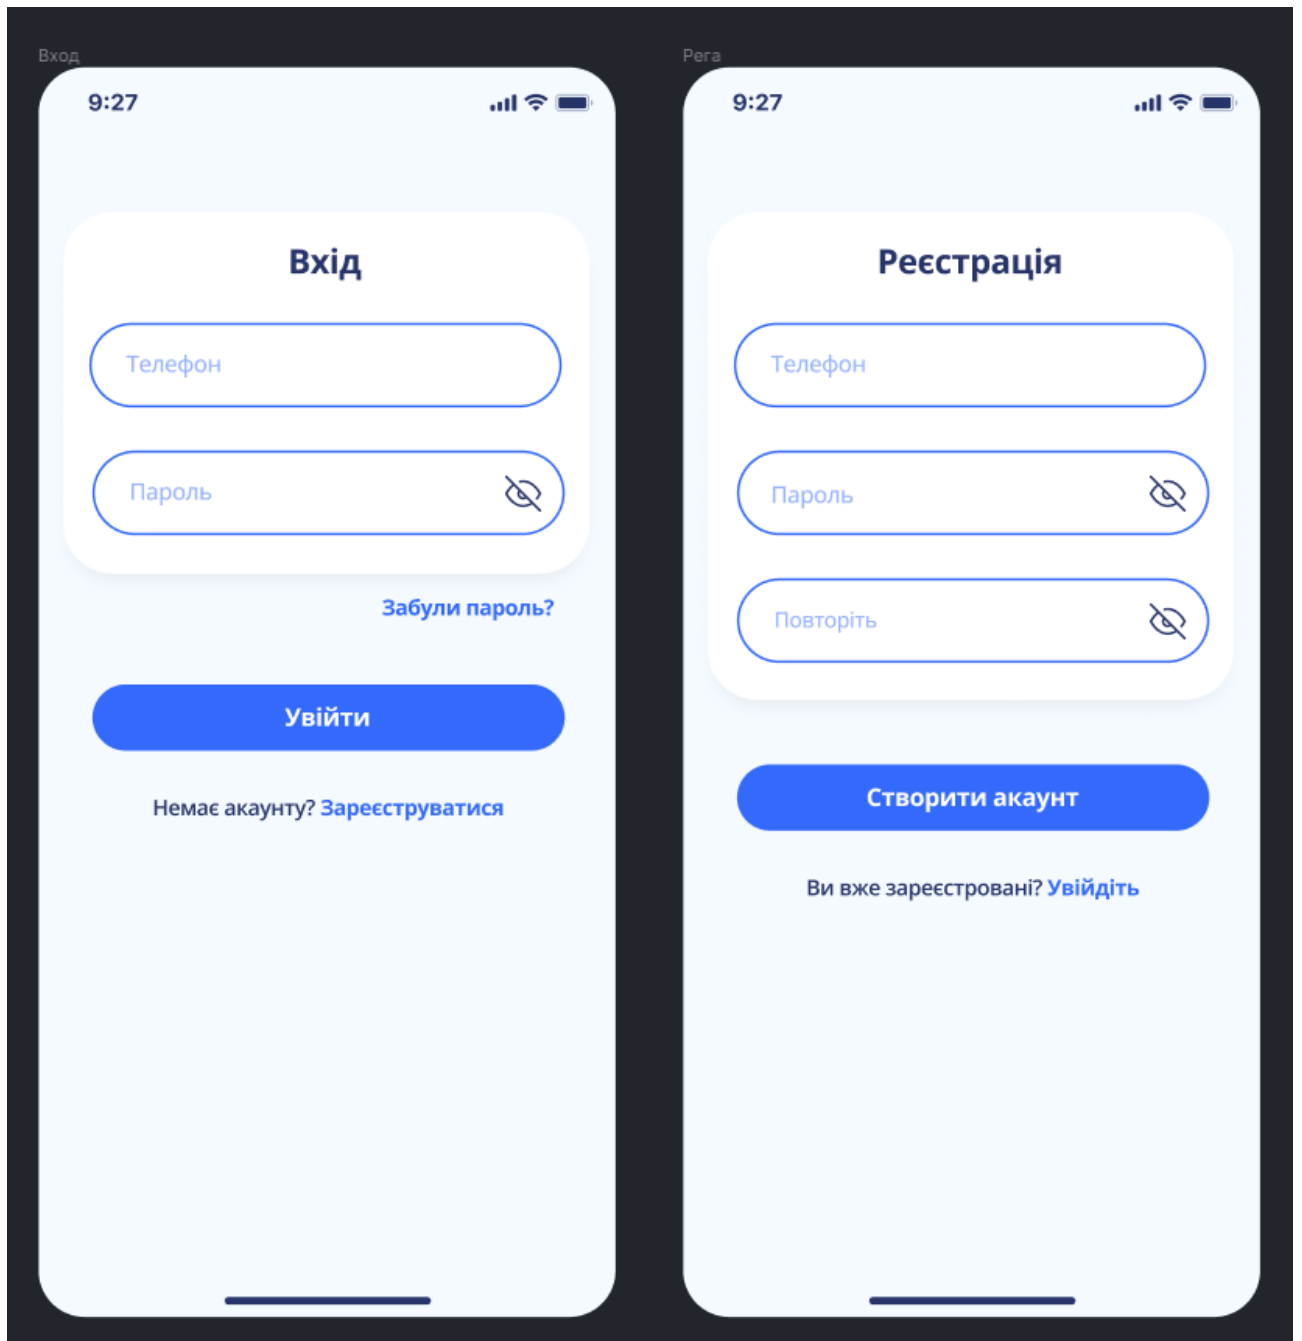 Вход
9:27
Вхід
Телефон
Пароль
Забули пароль?
Увійти
Немає акаунту? Зареєструватися
Рега
9:27
Реєстрація
Телефон
Пароль
Повторіть
Створити акаунт
Ви вже зареєстровані? Увійдіть